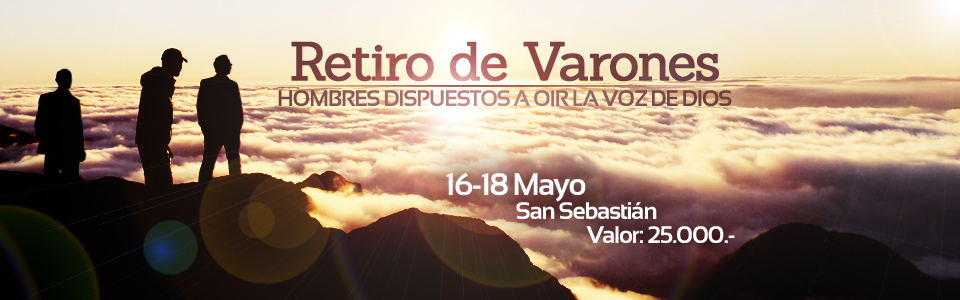 Retiro de Varones
HOMBRES DISPUESTOS A OIR LA VOZ DE DIOS
16-18 Mayo
San Sebastián
Valor: 25.000.-